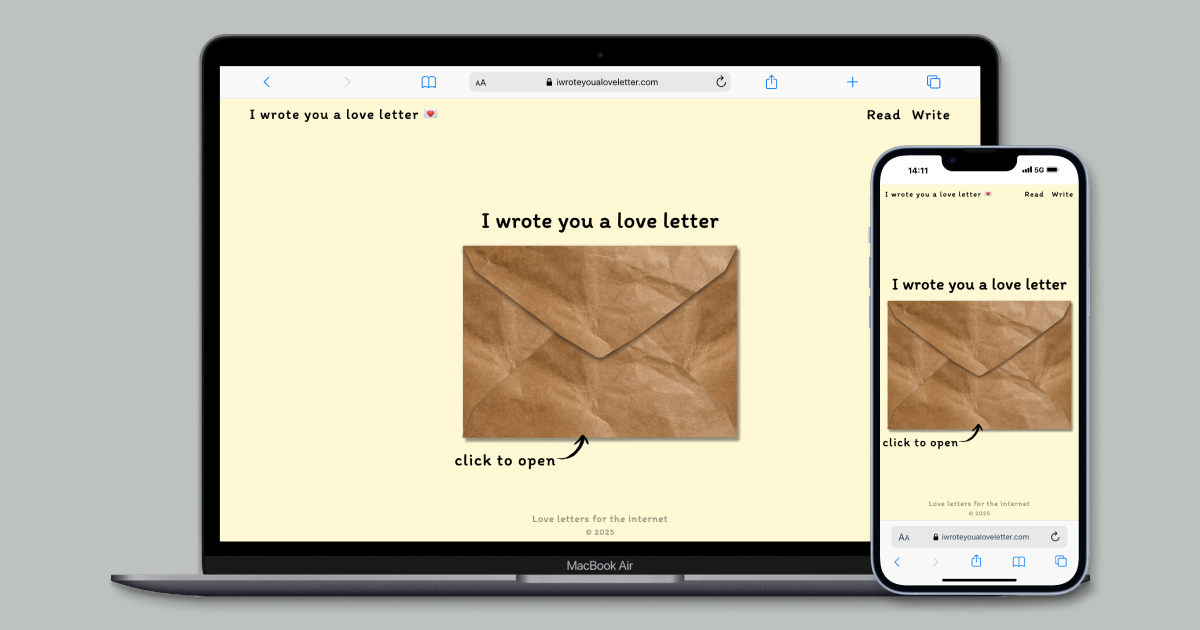 AA iwroteyoualoveletter.com
I wrote you a love letter 💌
Read Write
I wrote you a love letter
click to open
Love letters for the internet
© 2025
MacBook Air
14:11 5G
I wrote you a love letter 💌 Read Write
I wrote you a love letter
click to open
Love letters for the internet
© 2025
AA iwroteyoualoveletter.com